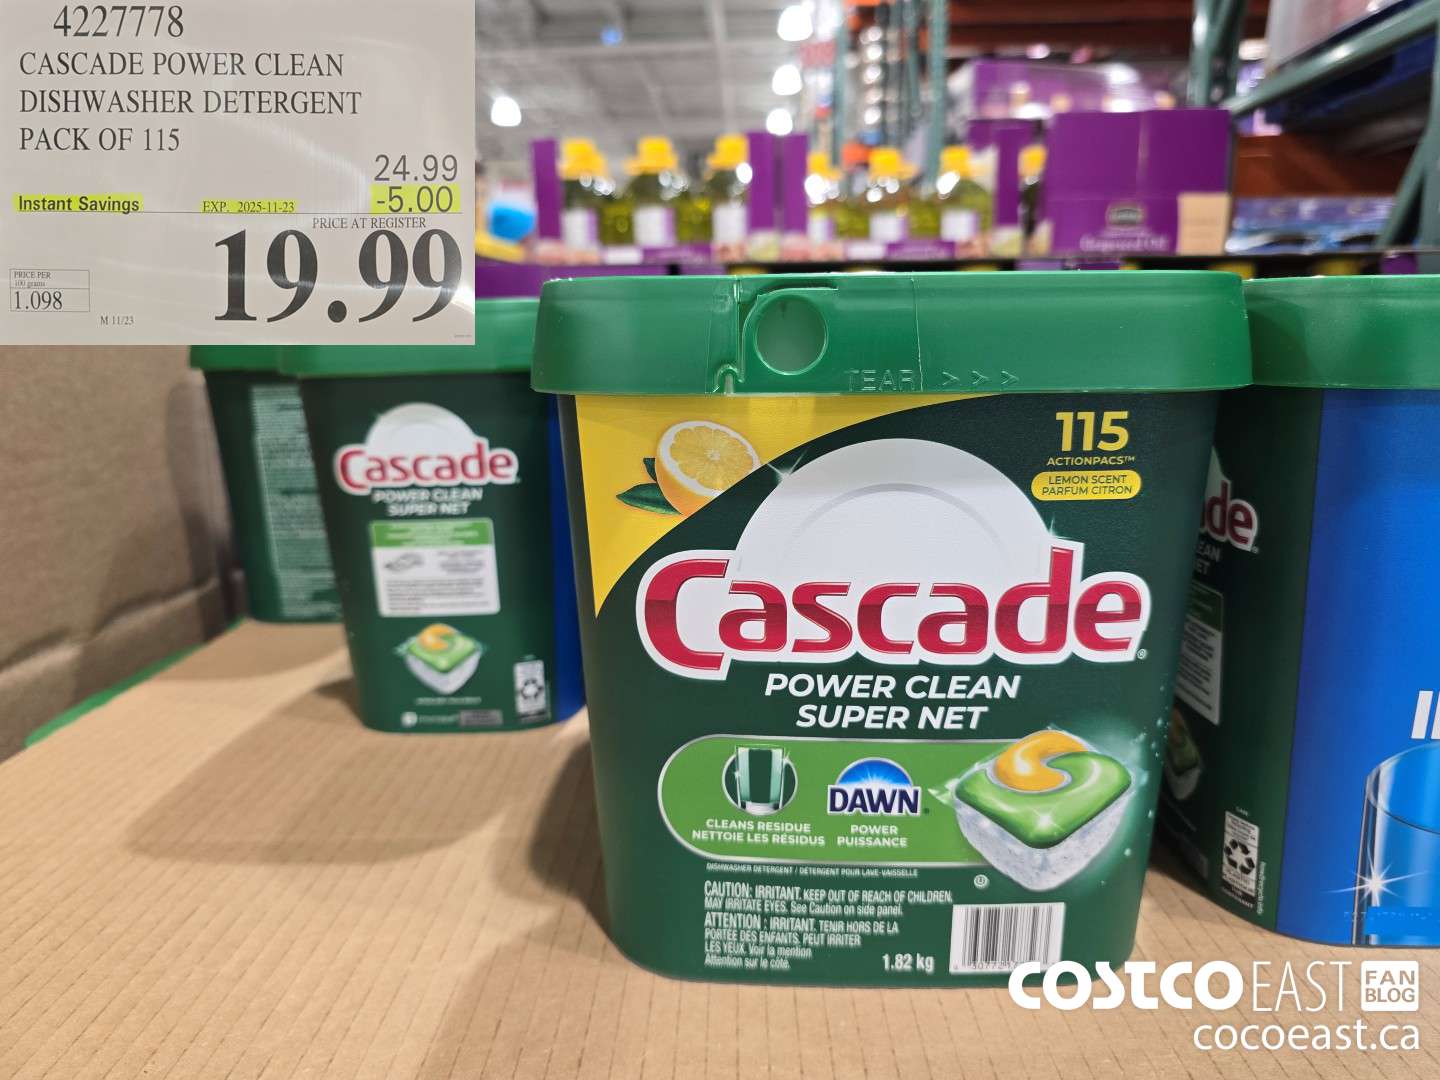 4227778
CASCADE POWER CLEAN
DISHWASHER DETERGENT
PACK OF 115
24.99
Instant Savings EXP. 2025-11-23 -5.00
PRICE AT REGISTER
19.99
PRICE PER
100 grams
1.098
M 11/23
TEAR > > >
115
ACTIONPACS™
LEMON SCENT
PARFUM CITRON
Cascade®
POWER CLEAN
SUPER NET
CLEANS RESIDUE
NETTOIE LES RÉSIDUS
DAWN®
POWER
PUISSANCE
DISHWASHER DETERGENT / DÉTERGENT POUR LAVE-VAISSELLE
CAUTION: IRRITANT. KEEP OUT OF REACH OF CHILDREN.
MAY IRRITATE EYES. See Caution on side panel.
ATTENTION : IRRITANT. TENIR HORS DE LA
PORTÉE DES ENFANTS. PEUT IRRITER
LES YEUX. Voir la mention
Attention sur le côté.
1.82 kg
Cascade
POWER CLEAN
SUPER NET
de
EAN
ET
COSTCO EAST FAN BLOG
cocoeast.ca